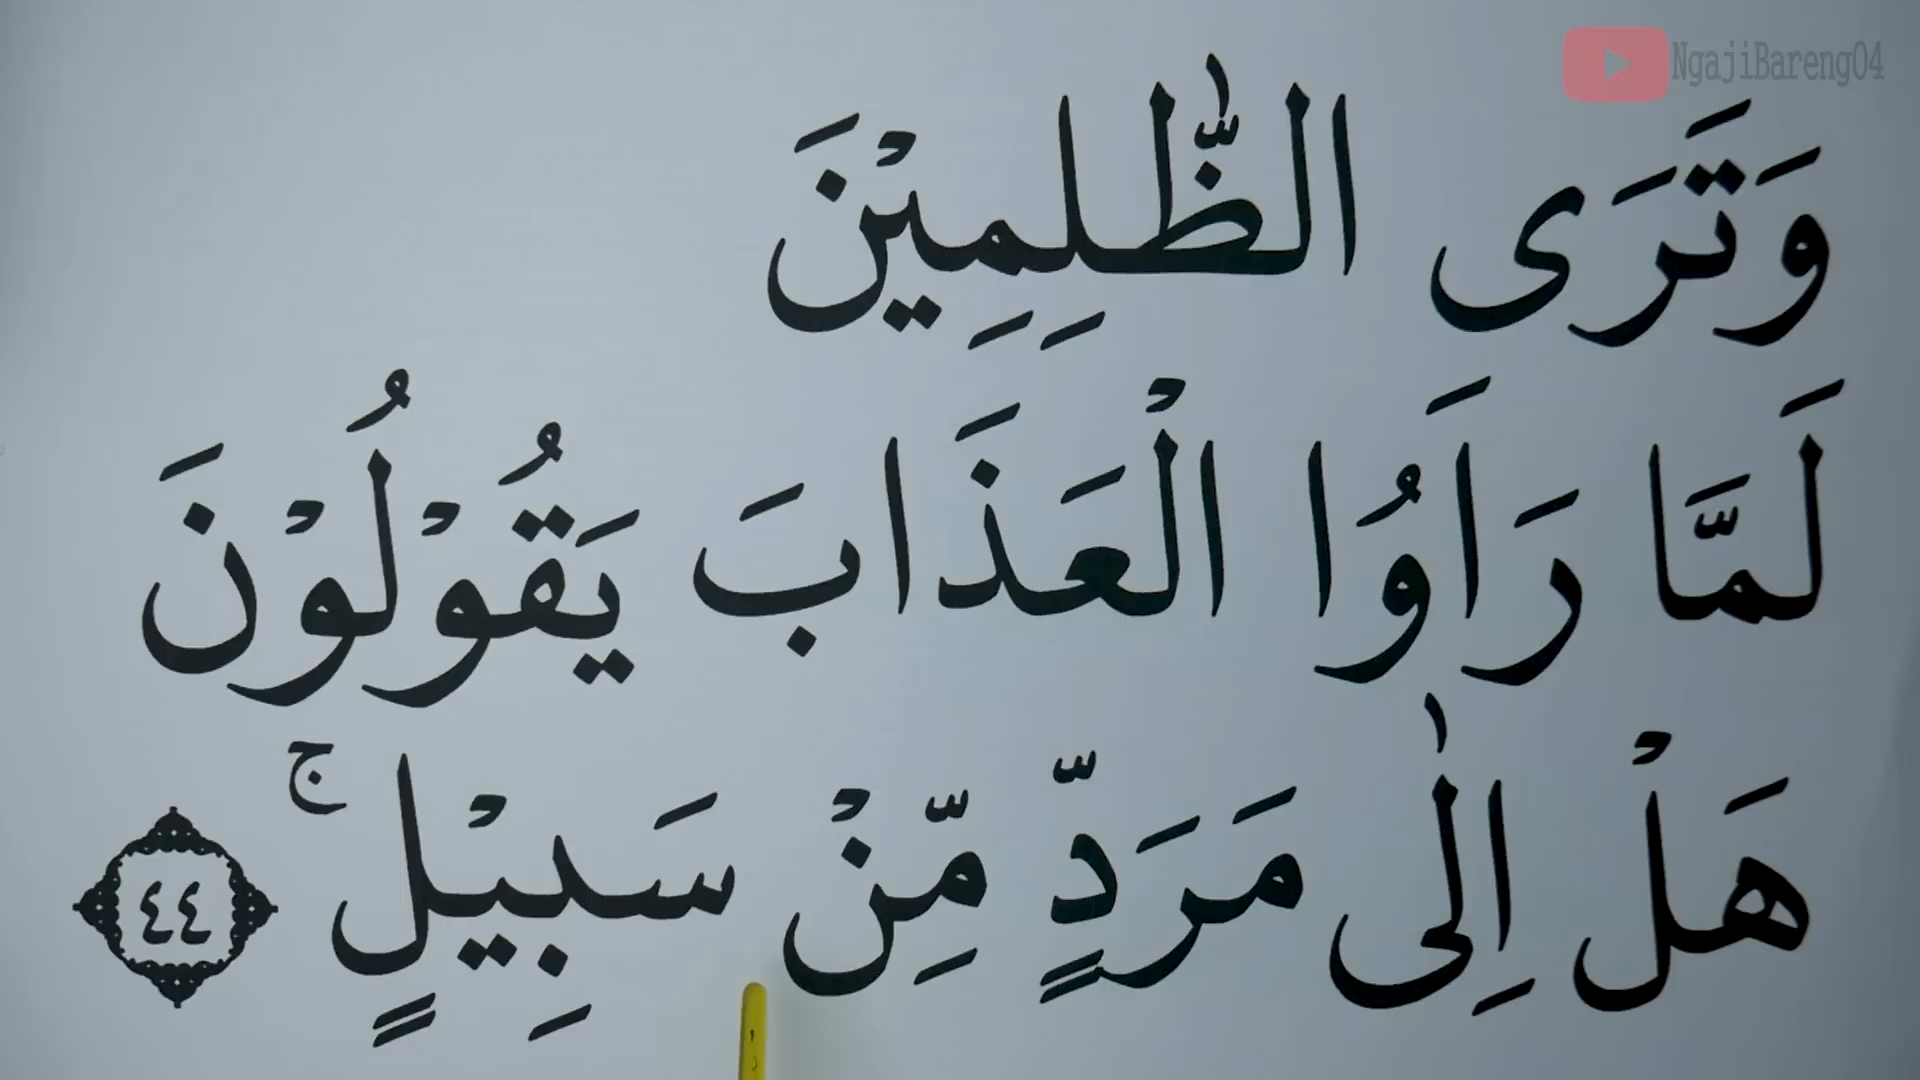 NgajiBareng04
وَتَرَى الظّٰلِمِيْنَ
لَمَّا رَاَوُا الْعَذَابَ يَقُوْلُوْنَ
هَلْ اِلٰى مَرَدٍّ مِّنْ سَبِيْلٍۚ ٤٤